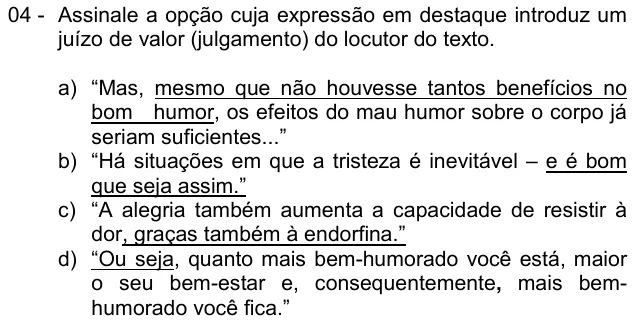 04 - Assinale a opção cuja expressão em destaque introduz um
juízo de valor (julgamento) do locutor do texto.
a) “Mas, mesmo que não houvesse tantos benefícios no
bom humor, os efeitos do mau humor sobre o corpo já
seriam suficientes...”
b) “Há situações em que a tristeza é inevitável – e é bom
que seja assim.”
c) “A alegria também aumenta a capacidade de resistir à
dor, graças também à endorfina.”
d) “Ou seja, quanto mais bem-humorado você está, maior
o seu bem-estar e, consequentemente, mais bem-
humorado você fica.”